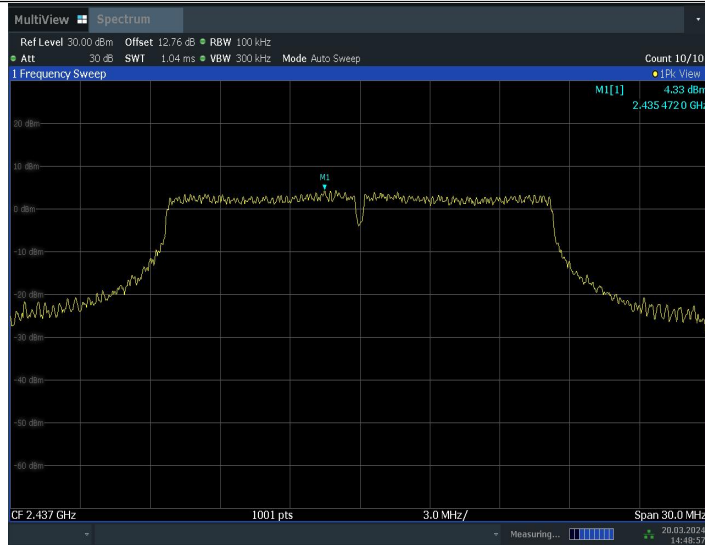 MultiView Spectrum
Ref Level 30.00 dBm Offset 12.76 dB RBW 100 kHz
Att 30 dB SWT 1.04 ms VBW 300 kHz Mode Auto Sweep Count 10/10
1 Frequency Sweep 1Pk View
M1[1] 4.33 dBm
2.435 472 0 GHz
20 dBm
10 dBm
M1
0 dBm
-10 dBm
-20 dBm
-30 dBm
-40 dBm
-50 dBm
-60 dBm
CF 2.437 GHz 1001 pts 3.0 MHz/ Span 30.0 MHz
Measuring... 20.03.2024
14:48:57